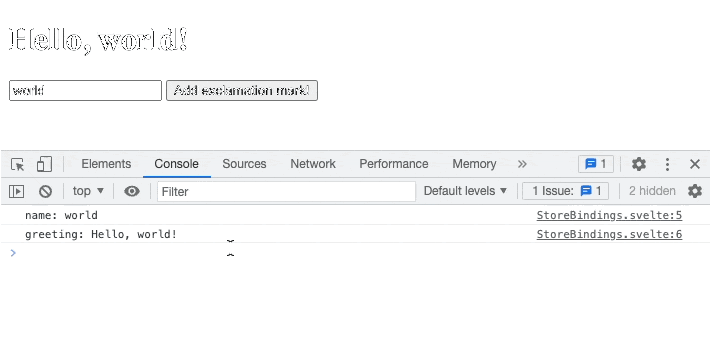 Hello, world!
world Add exclamation mark!
Elements Console Sources Network Performance Memory » 1
top ▼ Filter Default levels ▼ 1 Issue: 1 2 hidden
name: world StoreBindings.svelte:5
greeting: Hello, world! StoreBindings.svelte:6
>